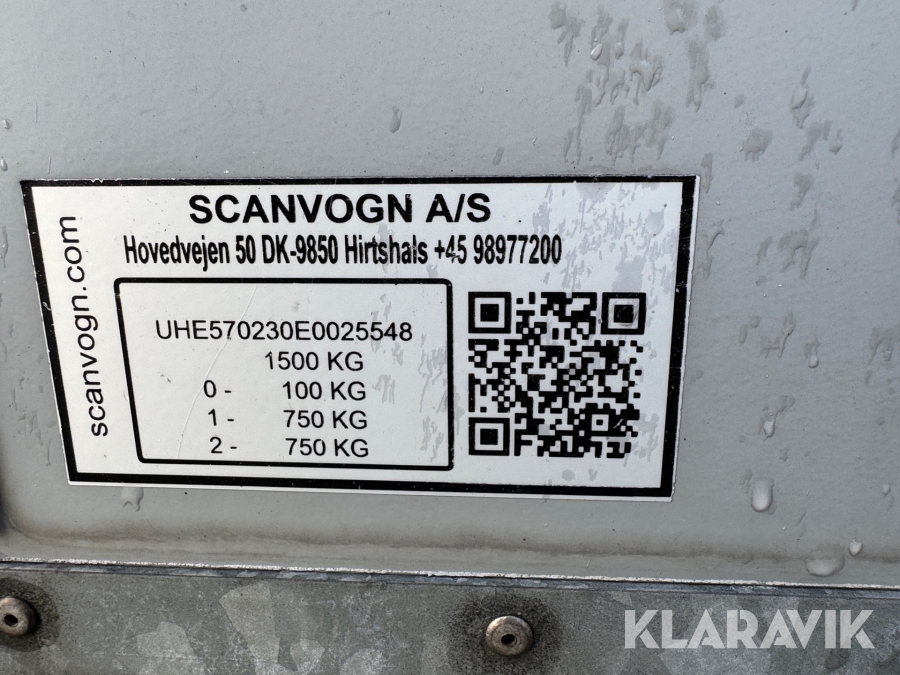 SCANVOGN A/S
Hovedvejen 50 DK-9850 Hirtshals +45 98977200
scanvogn.com
UHE570230E0025548
1500 KG
0 - 100 KG
1 - 750 KG
2 - 750 KG
KLARAVIK